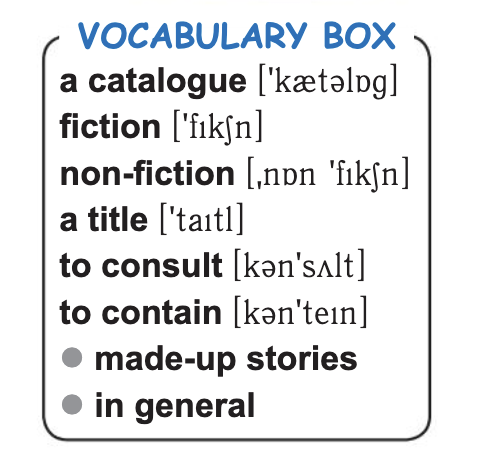 VOCABULARY BOX
a catalogue ['kætəlɒg]
fiction ['fɪkʃn]
non-fiction [ˌnɒn 'fɪkʃn]
a title ['taɪtl]
to consult [kən'sʌlt]
to contain [kən'teɪn]
● made-up stories
● in general